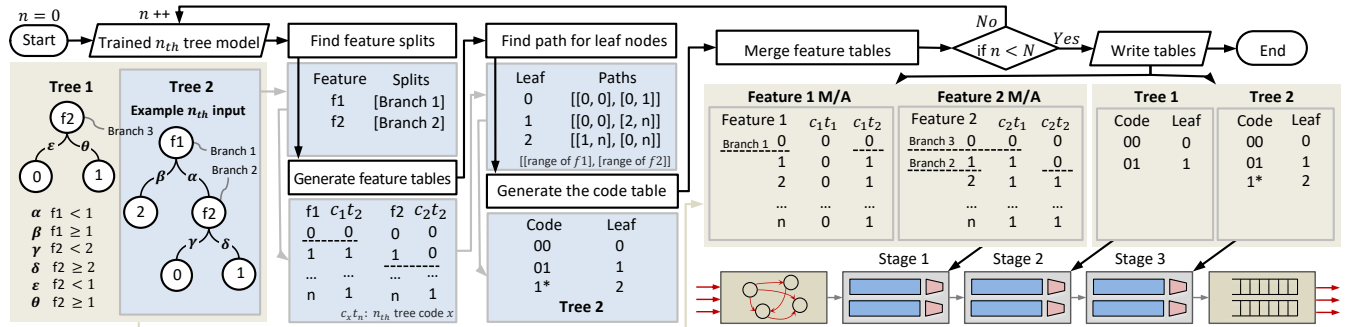 n = 0
n ++
No
Start
Trained n_th tree model
Find feature splits
Find path for leaf nodes
Merge feature tables
if n < N
Yes
Write tables
End
Tree 1
f2
Branch 3
ε θ
0 1
α f1 < 1
β f1 ≥ 1
γ f2 < 2
δ f2 ≥ 2
ε f2 < 1
θ f2 ≥ 1
Tree 2
Example n_th input
f1
Branch 1
β α
Branch 2
2 f2
γ δ
0 1
Feature Splits
f1 [Branch 1]
f2 [Branch 2]
Generate feature tables
f1 c_1t_2 f2 c_2t_2
0 0 0 0
1 1 1 0
... ... ... ...
n 1 n 1
c_xt_n: n_th tree code x
Leaf Paths
0 [[0, 0], [0, 1]]
1 [[0, 0], [2, n]]
2 [[1, n], [0, n]]
[[range of f1], [range of f2]]
Generate the code table
Code Leaf
00 0
01 1
1* 2
Tree 2
Feature 1 M/A
Feature 1 c_1t_1 c_1t_2
Branch 1 0 0 0
1 0 1
2 0 1
... ... ...
n 0 1
Feature 2 M/A
Feature 2 c_2t_1 c_2t_2
Branch 3 0 0 0
Branch 2 1 1 0
2 1 1
... ... ...
n 1 1
Tree 1
Code Leaf
00 0
01 1
Tree 2
Code Leaf
00 0
01 1
1* 2
Stage 1
Stage 2
Stage 3